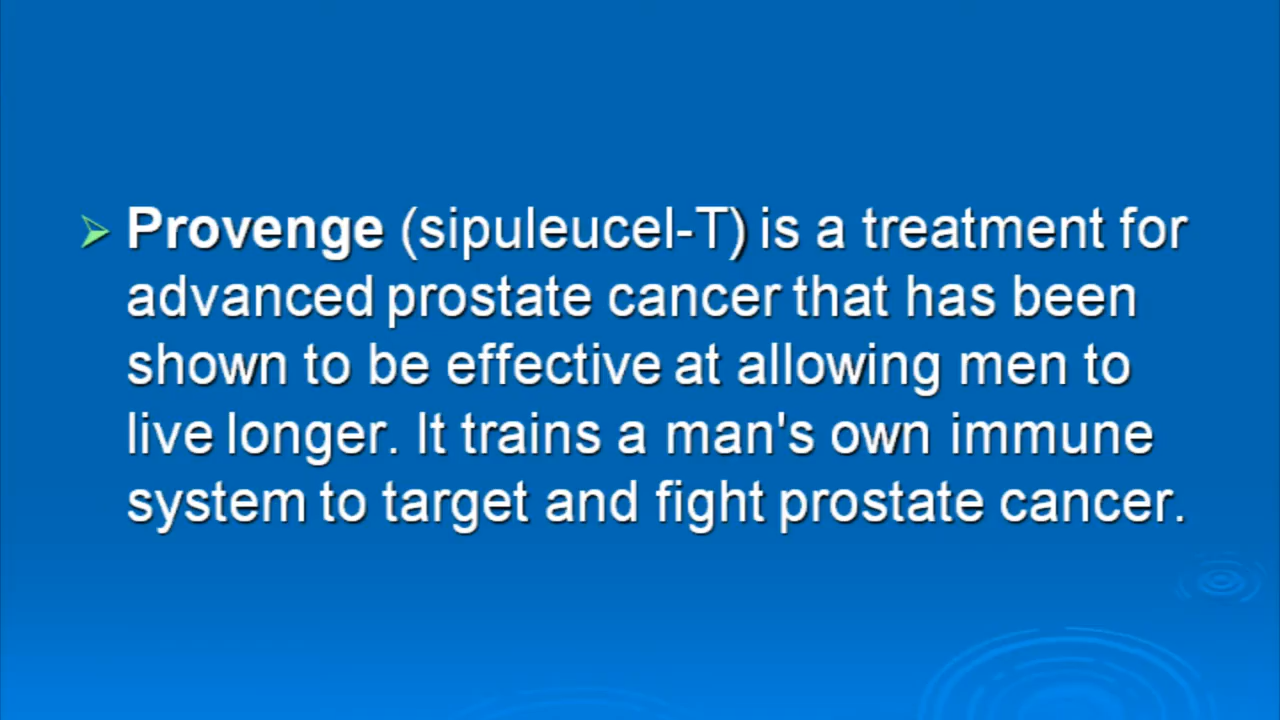 Provenge (sipuleucel-T) is a treatment for
advanced prostate cancer that has been
shown to be effective at allowing men to
live longer. It trains a man's own immune
system to target and fight prostate cancer.